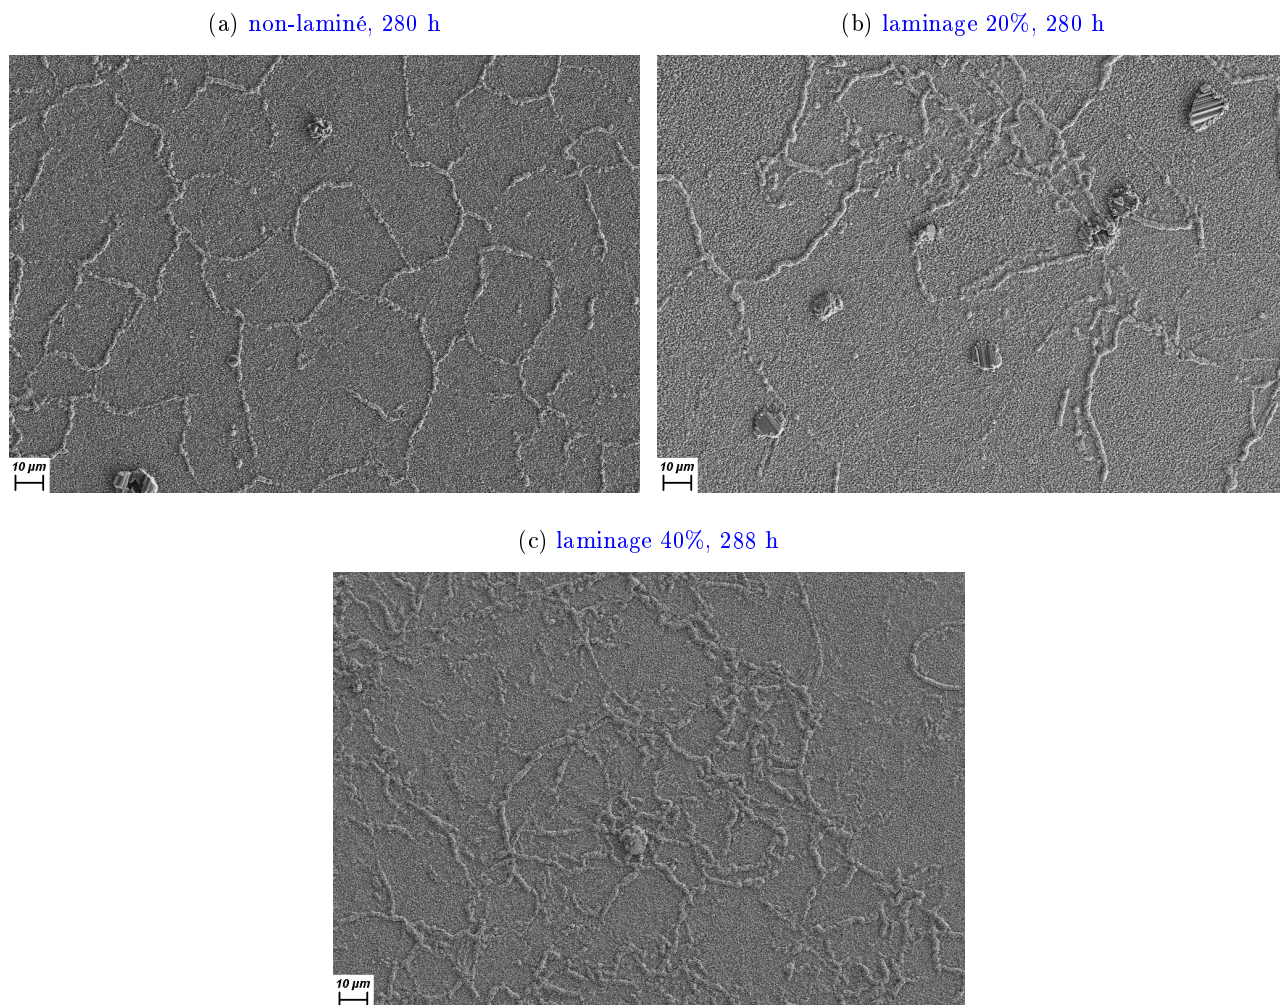 (a) non-laminé, 280 h
(b) laminage 20%, 280 h
10 µm
10 µm
(c) laminage 40%, 288 h
10 µm